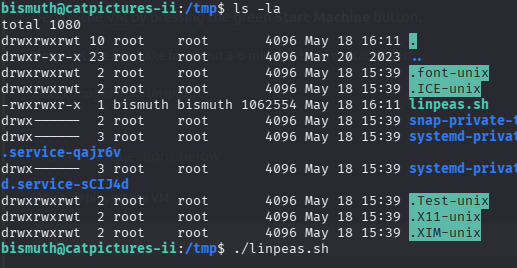 bismuth@catpictures-ii:/tmp$ ls -la
total 1080
drwxrwxrwt 10 root root 4096 May 18 16:11 .
drwxr-xr-x 23 root root 4096 Mar 20 2023 ..
drwxrwxrwt 2 root root 4096 May 18 15:39 .font-unix
drwxrwxrwt 2 root root 4096 May 18 15:39 .ICE-unix
-rwxrwxr-x 1 bismuth bismuth 1062554 May 18 16:11 linpeas.sh
drwx------ 2 root root 4096 May 18 15:39 snap-private-t
drwx------ 3 root root 4096 May 18 15:39 systemd-privat
.service-qajr6v
drwx------ 3 root root 4096 May 18 15:39 systemd-privat
d.service-sCIJ4d
drwxrwxrwt 2 root root 4096 May 18 15:39 .Test-unix
drwxrwxrwt 2 root root 4096 May 18 15:39 .X11-unix
drwxrwxrwt 2 root root 4096 May 18 15:39 .XIM-unix
bismuth@catpictures-ii:/tmp$ ./linpeas.sh